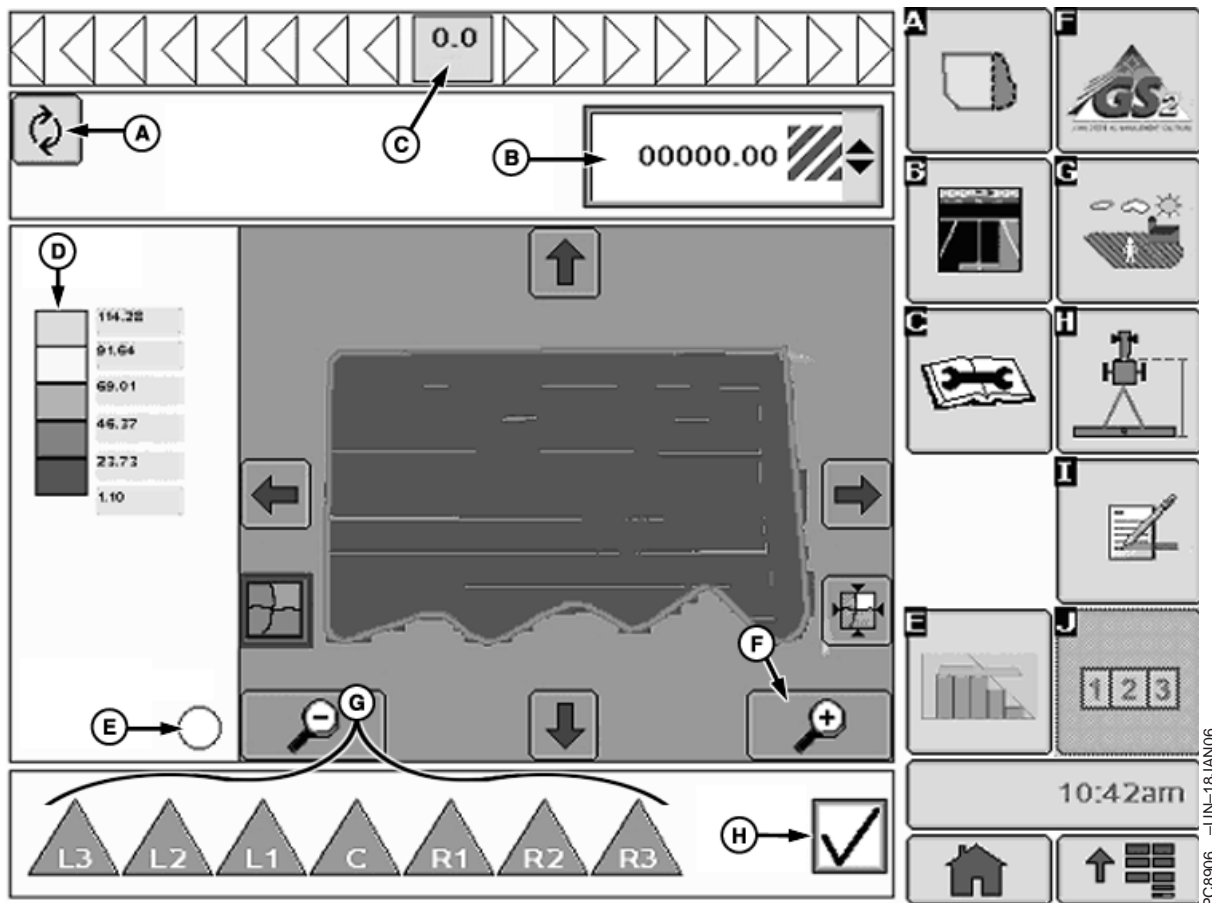 0.0
A
F
GS2
A
C
B
00000.00
B
G
D
114.28
91.64
69.01
46.37
23.73
1.10
C
H
I
F
E
J
1 2 3
G
E
L3 L2 L1 C R1 R2 R3
H
10:42am
PC8906 –UN–18JAN06